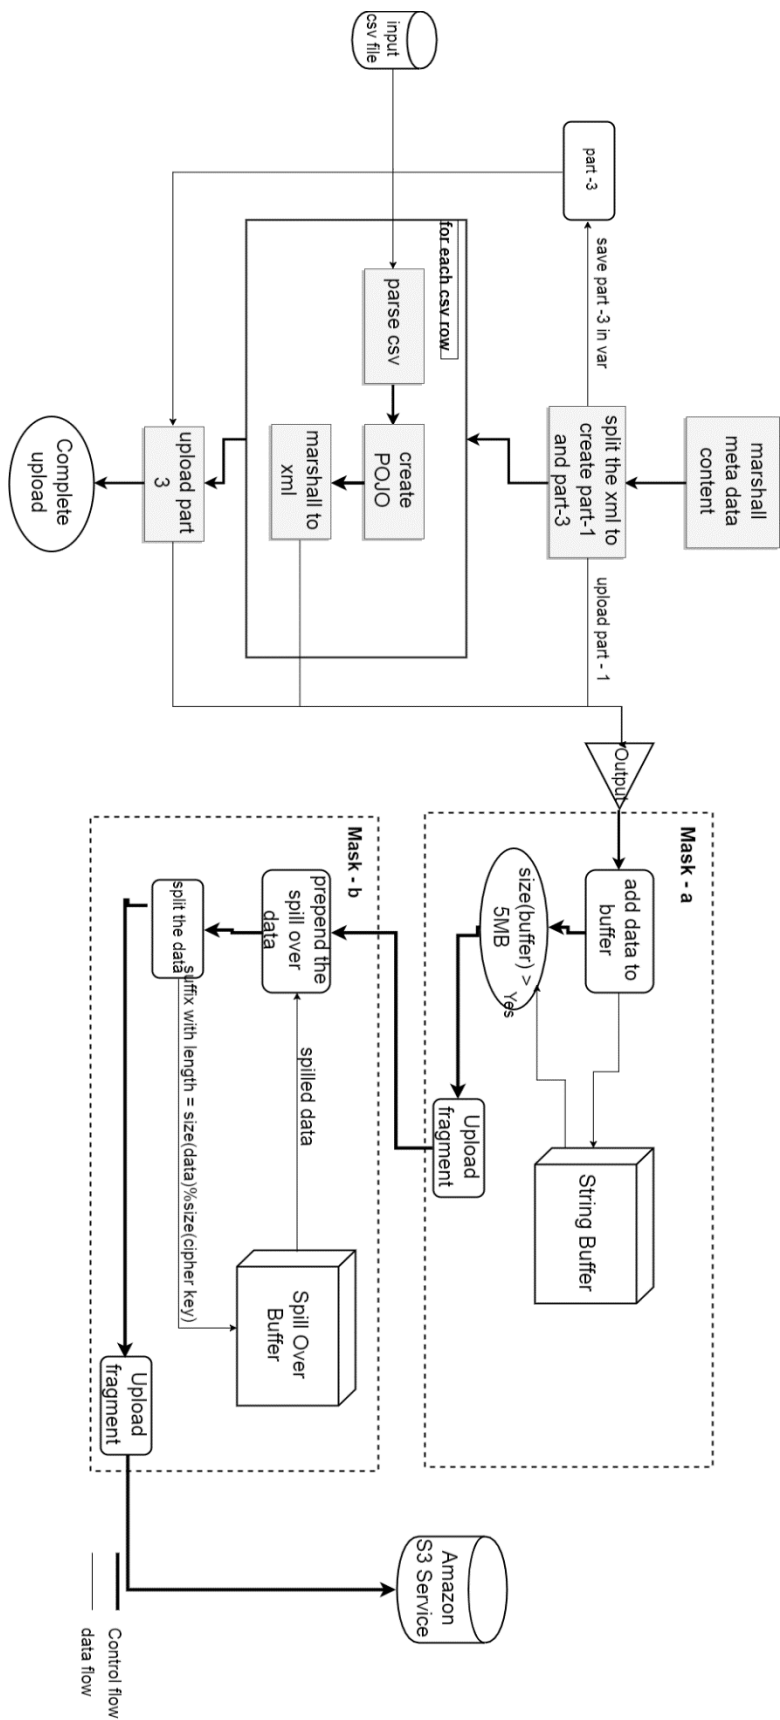 marshall
meta data
content
split the xml to
create part-1
and part-3
save part -3 in var
part -3
upload part - 1
input
csv file
for each csv row
parse csv
create
POJO
marshall to
xml
upload part
3
Complete
upload
Output
Mask - a
add data to
buffer
size(buffer) >
5MB
Yes
String Buffer
Upload
fragment
Mask - b
prepend the
spill over
data
spilled data
split the data
suffix with length = size(data)%size(cipher key)
Spill Over
Buffer
Upload
fragment
Amazon
S3 Service
Control flow
data flow